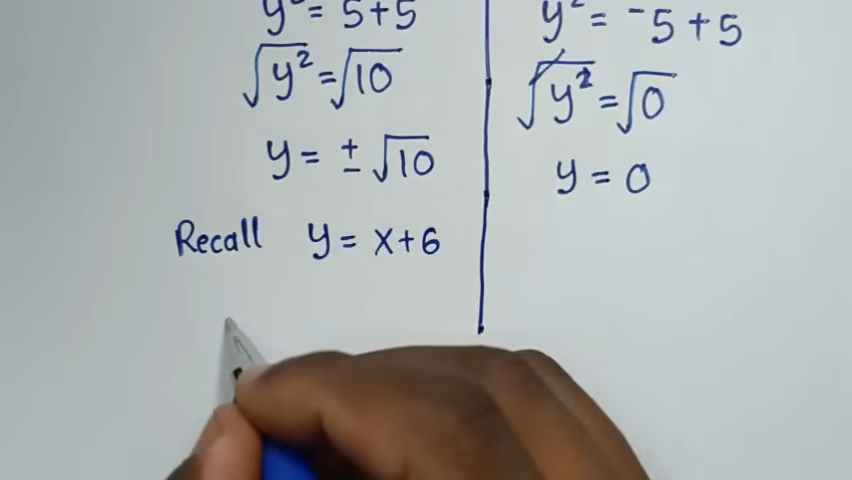 y² = 5+5
√y² = √10
y = ± √10
Recall y = x+6
y² = -5 + 5
√y² = √0
y = 0